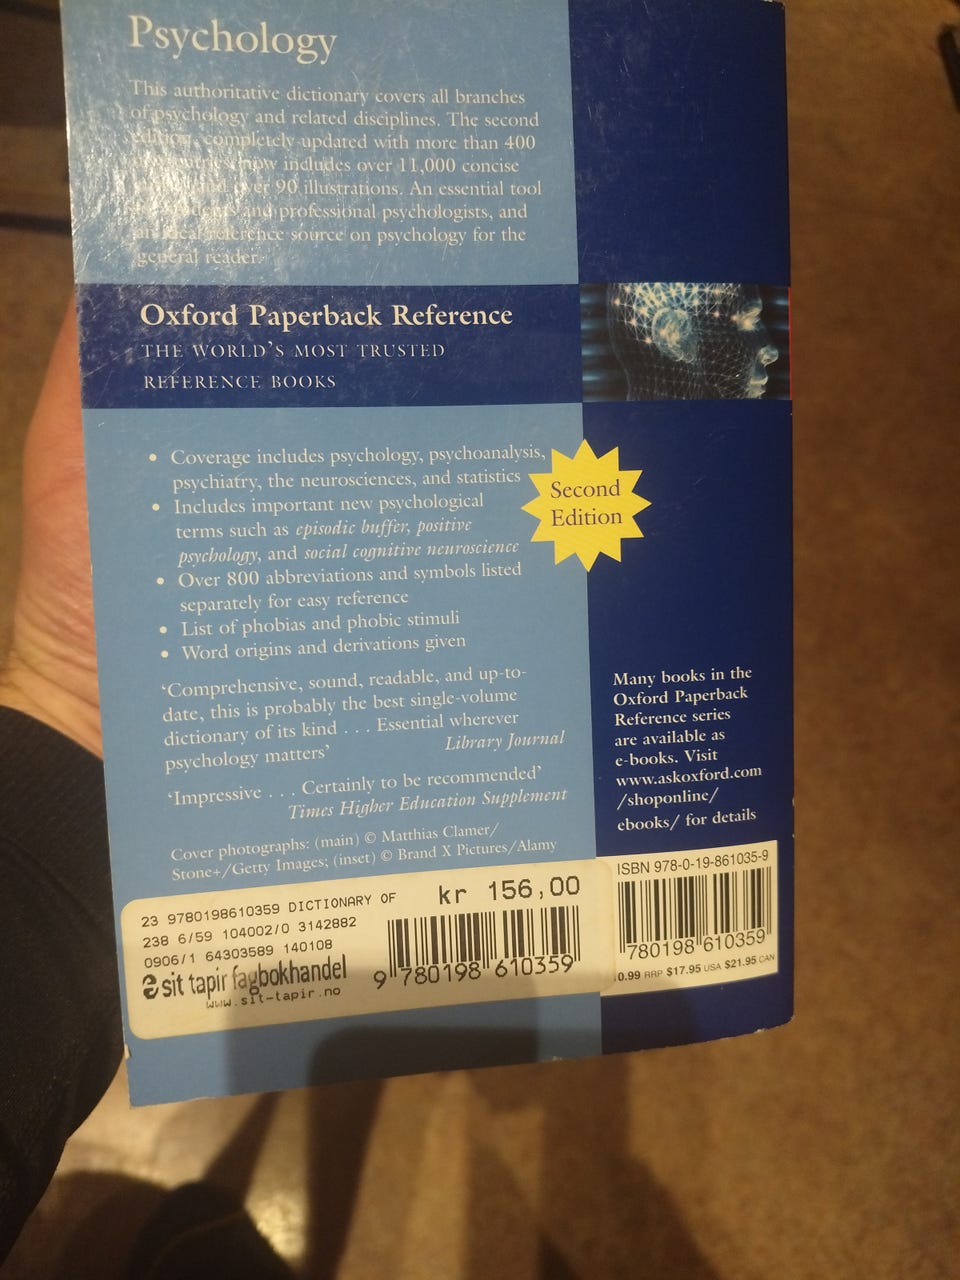 Psychology
This authoritative dictionary covers all branches
of psychology and related disciplines. The second
edition, completely updated with more than 400
now includes over 11,000 concise
over 90 illustrations. An essential tool
students and professional psychologists, and
an ideal reference source on psychology for the
general reader.
Oxford Paperback Reference
THE WORLD'S MOST TRUSTED
REFERENCE BOOKS
• Coverage includes psychology, psychoanalysis,
psychiatry, the neurosciences, and statistics
• Includes important new psychological
terms such as episodic buffer, positive
psychology, and social cognitive neuroscience
• Over 800 abbreviations and symbols listed
separately for easy reference
• List of phobias and phobic stimuli
• Word origins and derivations given
Second
Edition
'Comprehensive, sound, readable, and up-to-
date, this is probably the best single-volume
dictionary of its kind . . . Essential wherever
psychology matters'
Library Journal
'Impressive . . . Certainly to be recommended'
Times Higher Education Supplement
Cover photographs: (main) © Matthias Clamer/
Stone+/Getty Images; (inset) © Brand X Pictures/Alamy
Many books in the
Oxford Paperback
Reference series
are available as
e-books. Visit
www.askoxford.com
/shoponline/
ebooks/ for details
23 9780198610359 DICTIONARY OF
238 6/59 104002/0 3142882
0906/1 64303589 140108
sit tapir fagbokhandel
www.sit-tapir.no
kr 156,00
9 780198 610359
ISBN 978-0-19-861035-9
780198 610359
0.99 RRP $17.95 USA $21.95 CAN